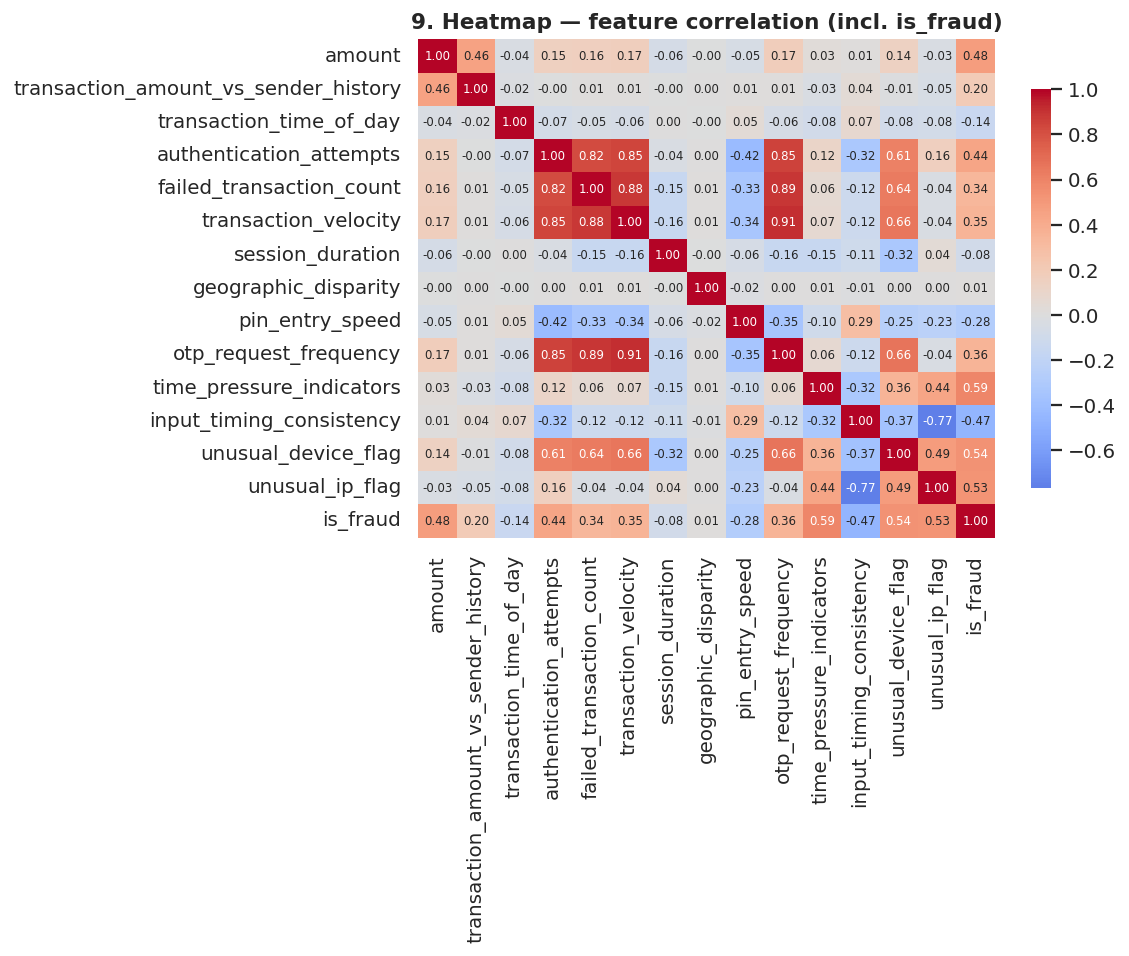 9. Heatmap — feature correlation (incl. is_fraud)
amount 1.00 0.46 -0.04 0.15 0.16 0.17 -0.06 -0.00 -0.05 0.17 0.03 0.01 0.14 -0.03 0.48
transaction_amount_vs_sender_history 0.46 1.00 -0.02 -0.00 0.01 0.01 -0.00 0.00 0.01 0.01 -0.03 0.04 -0.01 -0.05 0.20
transaction_time_of_day -0.04 -0.02 1.00 -0.07 -0.05 -0.06 0.00 -0.00 0.05 -0.06 -0.08 0.07 -0.08 -0.08 -0.14
authentication_attempts 0.15 -0.00 -0.07 1.00 0.82 0.85 -0.04 0.00 -0.42 0.85 0.12 -0.32 0.61 0.16 0.44
failed_transaction_count 0.16 0.01 -0.05 0.82 1.00 0.88 -0.15 0.01 -0.33 0.89 0.06 -0.12 0.64 -0.04 0.34
transaction_velocity 0.17 0.01 -0.06 0.85 0.88 1.00 -0.16 0.01 -0.34 0.91 0.07 -0.12 0.66 -0.04 0.35
session_duration -0.06 -0.00 0.00 -0.04 -0.15 -0.16 1.00 -0.00 -0.06 -0.16 -0.15 -0.11 -0.32 0.04 -0.08
geographic_disparity -0.00 0.00 -0.00 0.00 0.01 0.01 -0.00 1.00 -0.02 0.00 0.01 -0.01 0.00 0.00 0.01
pin_entry_speed -0.05 0.01 0.05 -0.42 -0.33 -0.34 -0.06 -0.02 1.00 -0.35 -0.10 0.29 -0.25 -0.23 -0.28
otp_request_frequency 0.17 0.01 -0.06 0.85 0.89 0.91 -0.16 0.00 -0.35 1.00 0.06 -0.12 0.66 -0.04 0.36
time_pressure_indicators 0.03 -0.03 -0.08 0.12 0.06 0.07 -0.15 0.01 -0.10 0.06 1.00 -0.32 0.36 0.44 0.59
input_timing_consistency 0.01 0.04 0.07 -0.32 -0.12 -0.12 -0.11 -0.01 0.29 -0.12 -0.32 1.00 -0.37 -0.77 -0.47
unusual_device_flag 0.14 -0.01 -0.08 0.61 0.64 0.66 -0.32 0.00 -0.25 0.66 0.36 -0.37 1.00 0.49 0.54
unusual_ip_flag -0.03 -0.05 -0.08 0.16 -0.04 -0.04 0.04 0.00 -0.23 -0.04 0.44 -0.77 0.49 1.00 0.53
is_fraud 0.48 0.20 -0.14 0.44 0.34 0.35 -0.08 0.01 -0.28 0.36 0.59 -0.47 0.54 0.53 1.00
amount
transaction_amount_vs_sender_history
transaction_time_of_day
authentication_attempts
failed_transaction_count
transaction_velocity
session_duration
geographic_disparity
pin_entry_speed
otp_request_frequency
time_pressure_indicators
input_timing_consistency
unusual_device_flag
unusual_ip_flag
is_fraud
1.0
0.8
0.6
0.4
0.2
0.0
−0.2
−0.4
−0.6